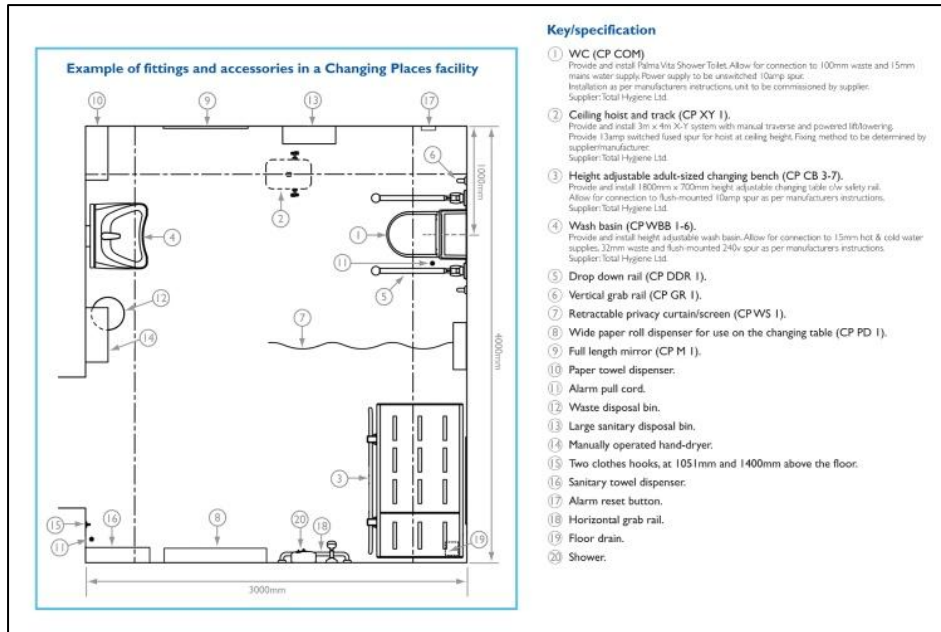 Example of fittings and accessories in a Changing Places facility
10
9
13
17
6
1000mm
2
1
4
11
5
12
7
14
4000mm
3
15
16
8
20
18
19
11
3000mm
Key/specification
1 WC (CP COM)
Provide and install Palma Vita Shower Toilet. Allow for connection to 100mm waste and 15mm
mains water supply. Power supply to be unswitched 10amp spur.
Installation as per manufacturers instructions, unit to be commissioned by supplier.
Supplier: Total Hygiene Ltd.
2 Ceiling hoist and track (CP XY 1).
Provide and install 3m x 4m X-Y system with manual traverse and powered lift/lowering.
Provide 13amp switched fused spur for hoist at ceiling height. Fixing method to be determined by
supplier/manufacturer.
Supplier: Total Hygiene Ltd.
3 Height adjustable adult-sized changing bench (CP CB 3-7).
Provide and install 1800mm x 700mm height adjustable changing table c/w safety rail.
Allow for connection to flush-mounted 10amp spur as per manufacturers instructions.
Supplier: Total Hygiene Ltd.
4 Wash basin (CP WBB 1-6).
Provide and install height adjustable wash basin. Allow for connection to 15mm hot & cold water
supplies, 32mm waste and flush mounted 240v spur as per manufacturers instructions.
Supplier: Total Hygiene Ltd.
5 Drop down rail (CP DDR 1).
6 Vertical grab rail (CP GR 1).
7 Retractable privacy curtain/screen (CP WS 1).
8 Wide paper roll dispenser for use on the changing table (CP PD 1).
9 Full length mirror (CP M 1).
10 Paper towel dispenser.
11 Alarm pull cord.
12 Waste disposal bin.
13 Large sanitary disposal bin.
14 Manually operated hand-dryer.
15 Two clothes hooks, at 1051mm and 1400mm above the floor.
16 Sanitary towel dispenser.
17 Alarm reset button.
18 Horizontal grab rail.
19 Floor drain.
20 Shower.